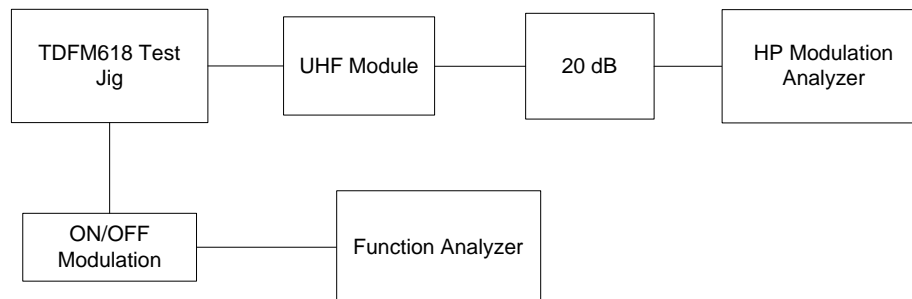 TDFM618 Test
Jig
UHF Module
20 dB
HP Modulation
Analyzer
ON/OFF
Modulation
Function Analyzer